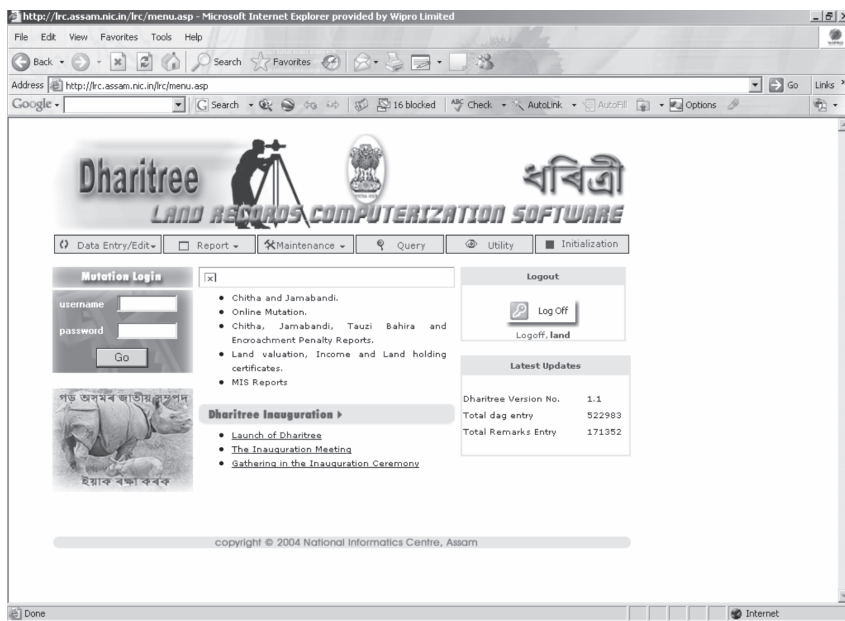 http://lrc.assam.nic.in/lrc/menu.asp - Microsoft Internet Explorer provided by Wipro Limited
File Edit View Favorites Tools Help
Back Search Favorites
Address http://lrc.assam.nic.in/lrc/menu.asp Go Links
Google Search 16 blocked Check AutoLink AutoFill Options
Dharitree ধৰিত্ৰী
LAND RECORDS COMPUTERIZATION SOFTWARE
Data Entry/Edit Report Maintenance Query Utility Initialization
Mutation Login
username
password
Go
গড় অসমৰ জাতীয় সম্পদ
ইয়াক ৰক্ষা কৰক
• Chitha and Jamabandi.
• Online Mutation.
• Chitha, Jamabandi, Tauzi Bahira and
Encroachment Penalty Reports.
• Land valuation, Income and Land holding
certificates.
• MIS Reports
Dharitree Inauguration
• Launch of Dharitree
• The Inauguration Meeting
• Gathering in the Inauguration Ceremony
Logout
Log Off
Logoff, land
Latest Updates
Dharitree Version No. 1.1
Total dag entry 522983
Total Remarks Entry 171352
copyright © 2004 National Informatics Centre, Assam
Done Internet